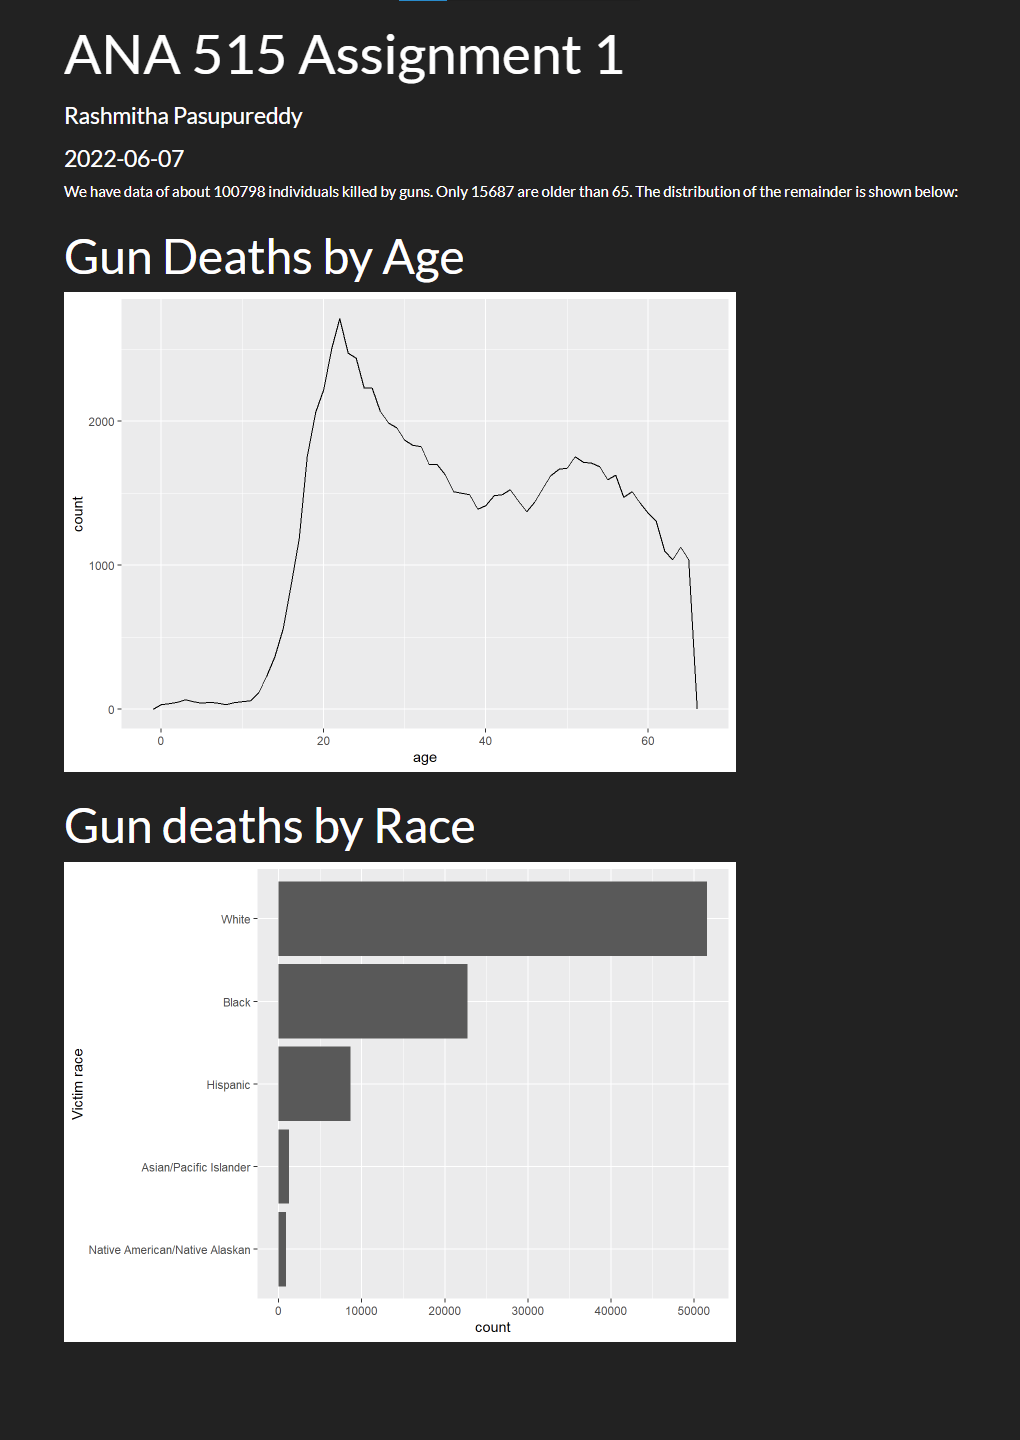 ANA 515 Assignment 1
Rashmitha Pasupureddy
2022-06-07
We have data of about 100798 individuals killed by guns. Only 15687 are older than 65. The distribution of the remainder is shown below:
Gun Deaths by Age
2000
1000
0
count
0 20 40 60
age
Gun deaths by Race
White
Black
Hispanic
Asian/Pacific Islander
Native American/Native Alaskan
Victim race
0 10000 20000 30000 40000 50000
count